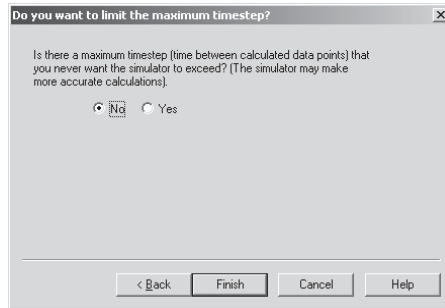 Do you want to limit the maximum timestep?
Is there a maximum timestep (time between calculated data points) that
you never want the simulator to exceed? (The simulator may make
more accurate calculations).
No Yes
< Back Finish Cancel Help